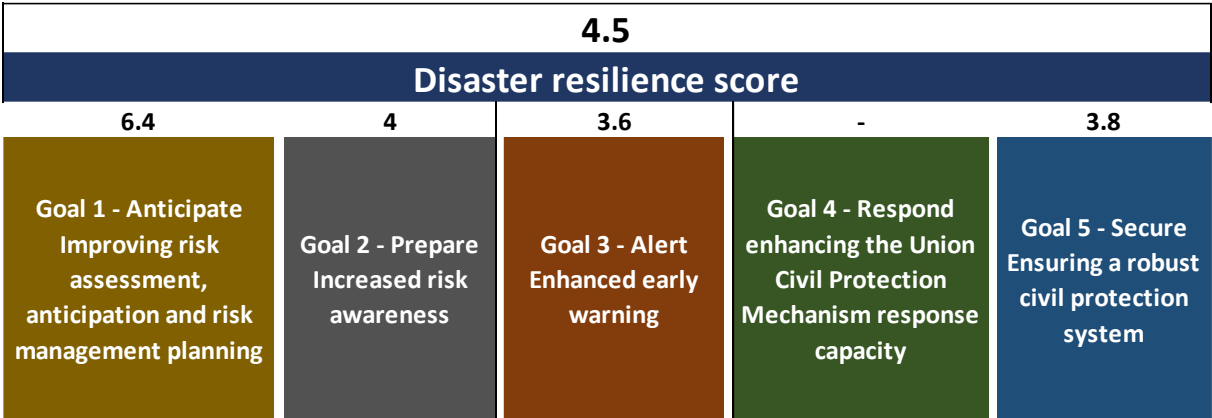 4.5
Disaster resilience score
6.4
4
3.6
-
3.8
Goal 1 - Anticipate
Improving risk
assessment,
anticipation and risk
management planning
Goal 2 - Prepare
Increased risk
awareness
Goal 3 - Alert
Enhanced early
warning
Goal 4 - Respond
enhancing the Union
Civil Protection
Mechanism response
capacity
Goal 5 - Secure
Ensuring a robust
civil protection
system